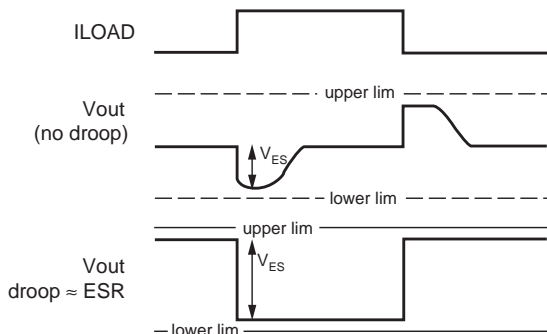 ILOAD
upper lim
Vout
(no droop)
VES
lower lim
upper lim
VES
Vout
droop ≈ ESR
lower lim